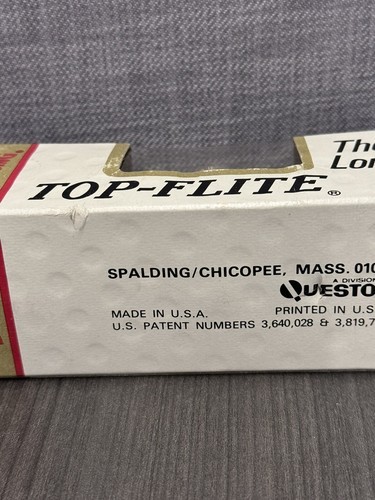 The
Lon
TOP-FLITE®
SPALDING/CHICOPEE, MASS. 010
A DIVISION
QUESTO
MADE IN U.S.A.
PRINTED IN U.S
U.S. PATENT NUMBERS 3,640,028 & 3,819,7